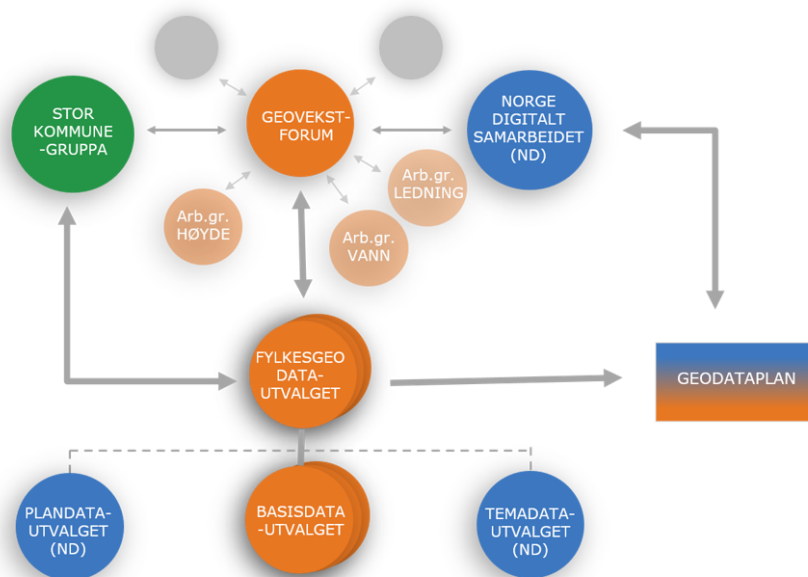 STOR
KOMMUNE
-GRUPPA
GEOVEKST-
FORUM
NORGE
DIGITALT
SAMARBEIDET
(ND)
Arb.gr.
HØYDE
Arb.gr.
VANN
Arb.gr.
LEDNING
FYLKESGEO
DATA-
UTVALGET
GEODATAPLAN
PLANDATA-
UTVALGET
(ND)
BASISDATA
-UTVALGET
TEMADATA-
UTVALGET
(ND)